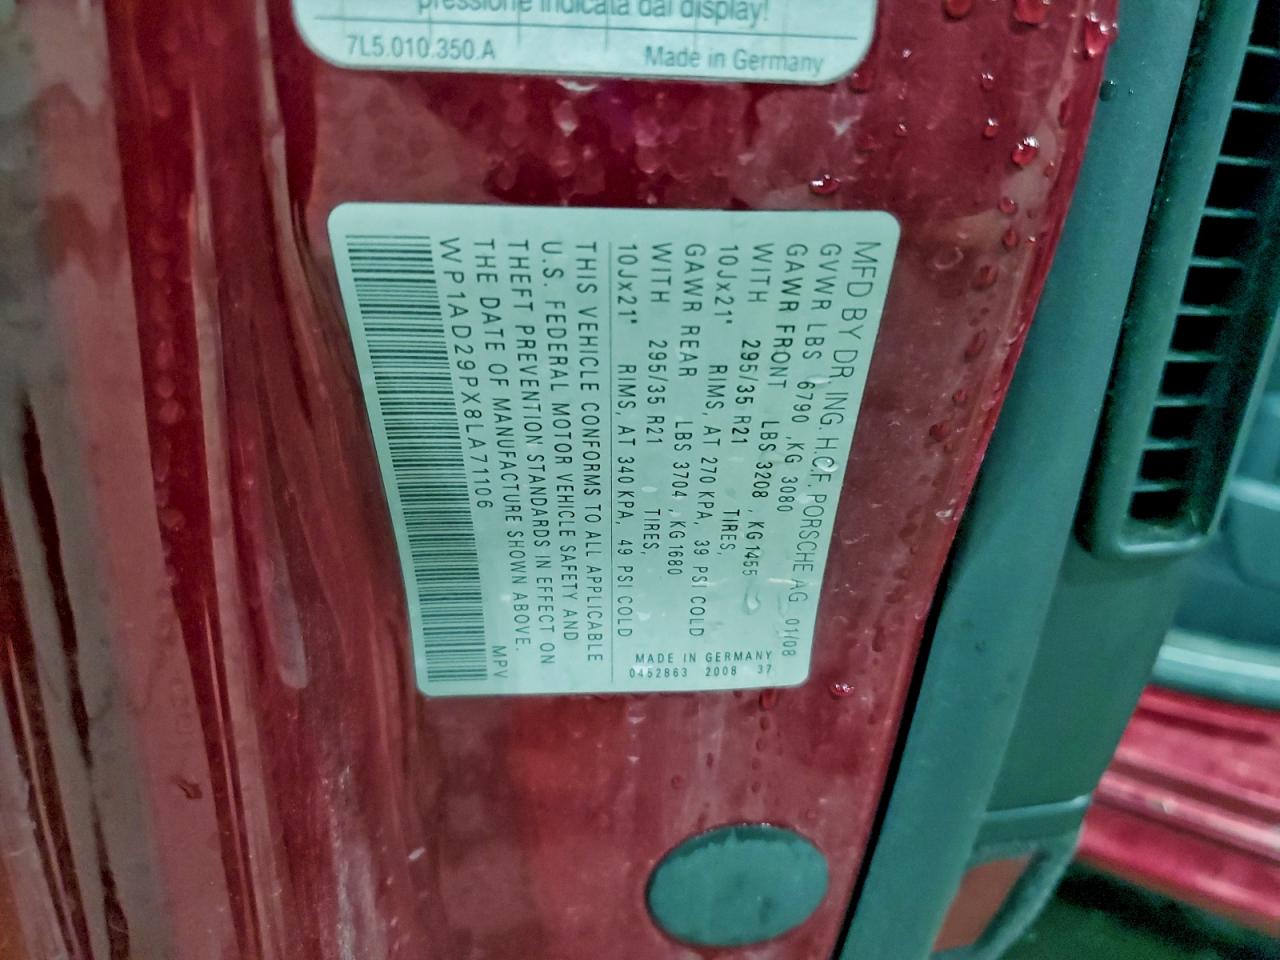 pressione indicata dal display!
7L5.010.350.A Made in Germany
MFD BY DR. ING. H.C.F. PORSCHE AG 01/08
GVWR LBS 6790 ,KG 3080
GAWR FRONT LBS 3208 , KG 1455
WITH 295/35 R21 TIRES,
10Jx21" RIMS, AT 270 KPA, 39 PSI COLD
GAWR REAR LBS 3704 , KG 1680
WITH 295/35 R21 TIRES,
10Jx21" RIMS, AT 340 KPA, 49 PSI COLD
MADE IN GERMANY
0452863 2008 37
THIS VEHICLE CONFORMS TO ALL APPLICABLE
U.S. FEDERAL MOTOR VEHICLE SAFETY AND
THEFT PREVENTION STANDARDS IN EFFECT ON
THE DATE OF MANUFACTURE SHOWN ABOVE.
WP1AD29PX8LA71106 MPV